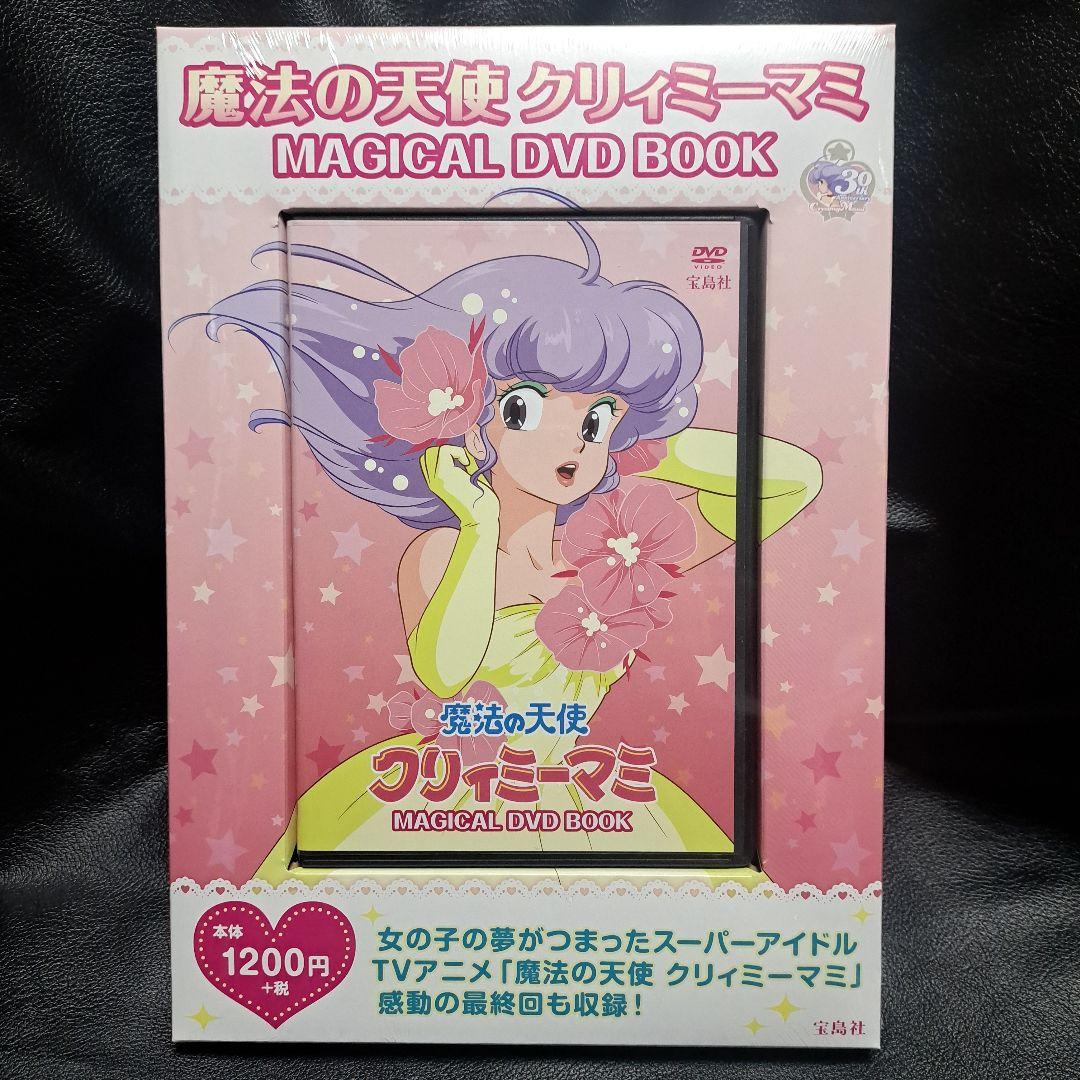 魔法の天使 クリィミーマミ
MAGICAL DVD BOOK
30th
Anniversary
Creamy Mami
DVD
VIDEO
宝島社
魔法の天使
クリィミーマミ
MAGICAL DVD BOOK
本体
1200円
+税
女の子の夢がつまったスーパーアイドル
TVアニメ「魔法の天使 クリィミーマミ」
感動の最終回も収録！
宝島社